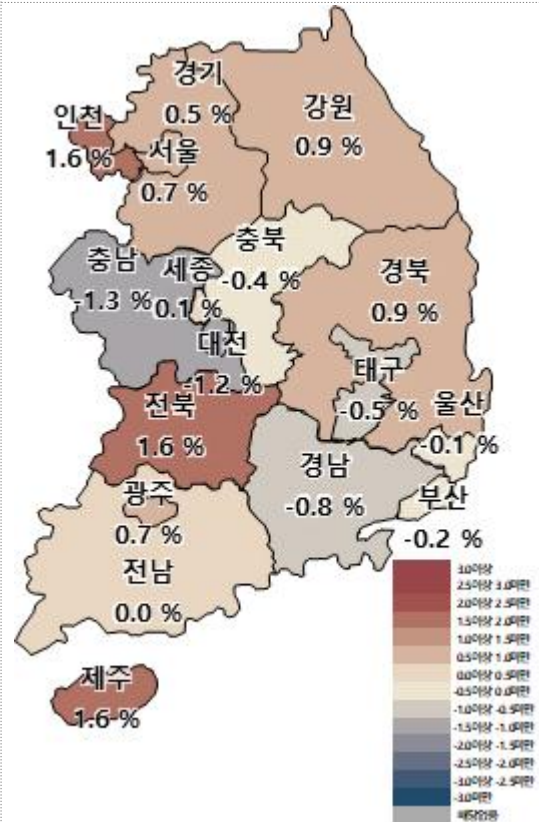 경기
0.5 %
강원
0.9 %
인천
1.6 %
서울
0.7 %
충북
-0.4 %
충남
-1.3 %
세종
0.1 %
경북
0.9 %
대전
-1.2 %
대구
-0.5 %
전북
1.6 %
울산
-0.1 %
경남
-0.8 %
부산
-0.2 %
광주
0.7 %
전남
0.0 %
제주
1.6 %
3.0이상
2.5이상 3.0미만
2.0이상 2.5미만
1.5이상 2.0미만
1.0이상 1.5미만
0.5이상 1.0미만
0.0이상 0.5미만
-0.5이상 0.0미만
-1.0이상 -0.5미만
-1.5이상 -1.0미만
-2.0이상 -1.5미만
-2.5이상 -2.0미만
-3.0이상 -2.5미만
-3.0미만
해당없음